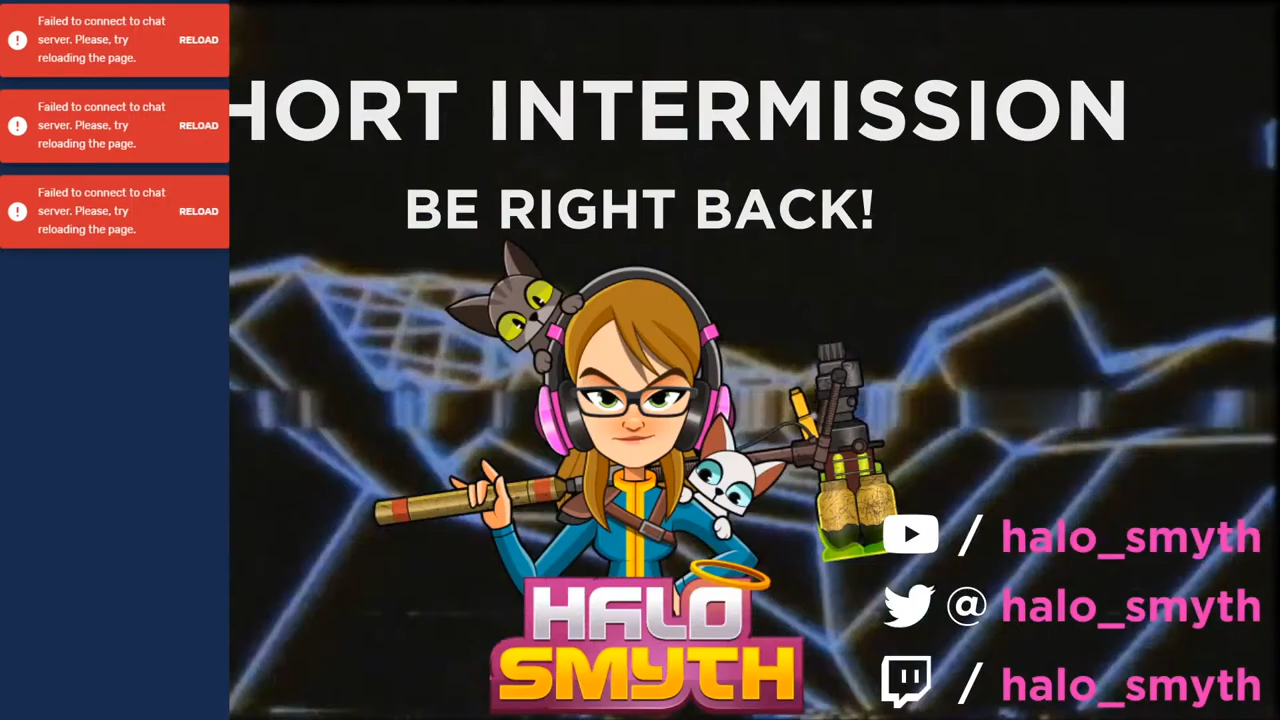 Failed to connect to chat
server. Please, try
reloading the page.
RELOAD
Failed to connect to chat
server. Please, try
reloading the page.
RELOAD
Failed to connect to chat
server. Please, try
reloading the page.
RELOAD
HORT INTERMISSION
BE RIGHT BACK!
HALO
SMYTH
/ halo_smyth
@ halo_smyth
/ halo_smyth